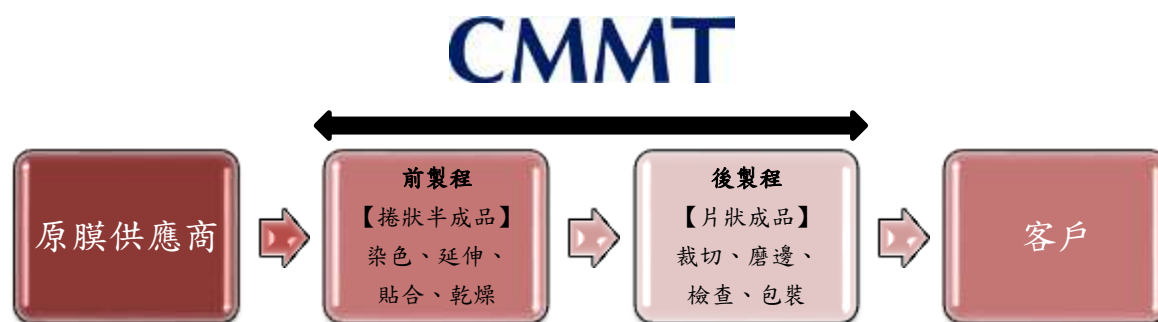 CMMT
原膜供應商
前製程
【捲狀半成品】
染色、延伸、
貼合、乾燥
後製程
【片狀成品】
裁切、磨邊、
檢查、包裝
客戶